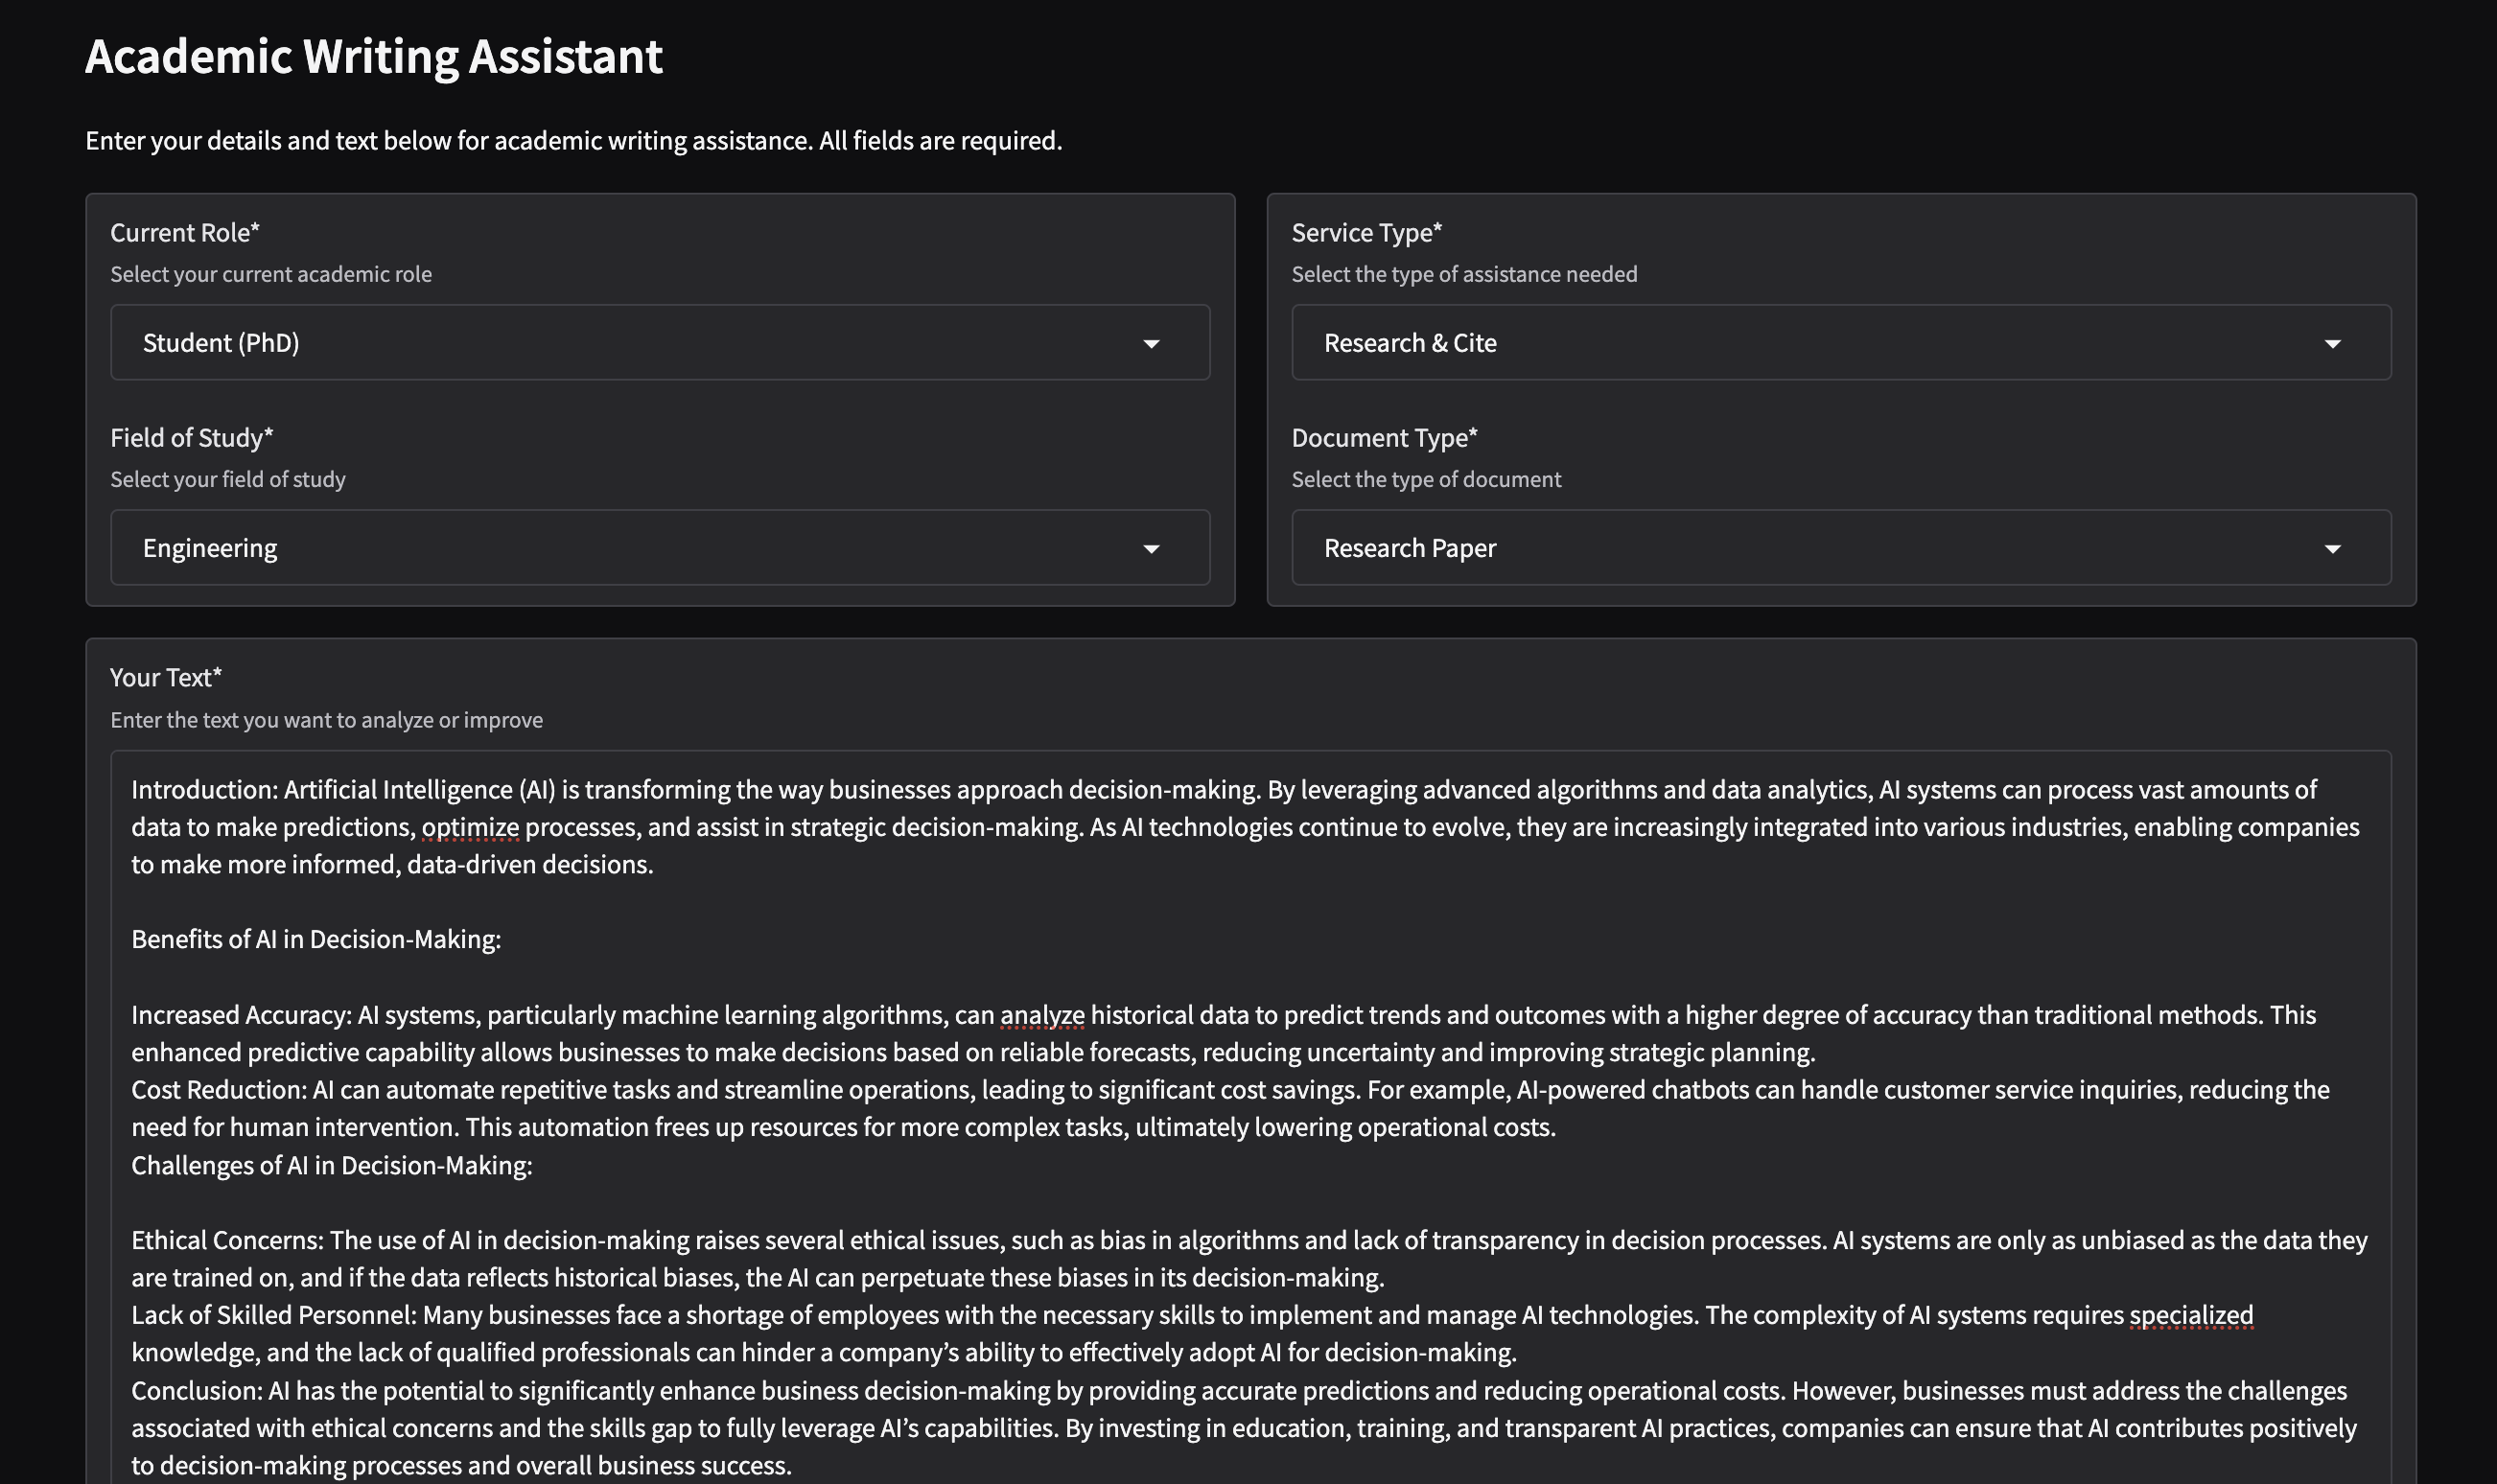 Academic Writing Assistant
Enter your details and text below for academic writing assistance. All fields are required.
Current Role*
Select your current academic role
Student (PhD)
Field of Study*
Select your field of study
Engineering
Service Type*
Select the type of assistance needed
Research & Cite
Document Type*
Select the type of document
Research Paper
Your Text*
Enter the text you want to analyze or improve
Introduction: Artificial Intelligence (AI) is transforming the way businesses approach decision-making. By leveraging advanced algorithms and data analytics, AI systems can process vast amounts of
data to make predictions, optimize processes, and assist in strategic decision-making. As AI technologies continue to evolve, they are increasingly integrated into various industries, enabling companies
to make more informed, data-driven decisions.
Benefits of AI in Decision-Making:
Increased Accuracy: AI systems, particularly machine learning algorithms, can analyze historical data to predict trends and outcomes with a higher degree of accuracy than traditional methods. This
enhanced predictive capability allows businesses to make decisions based on reliable forecasts, reducing uncertainty and improving strategic planning.
Cost Reduction: AI can automate repetitive tasks and streamline operations, leading to significant cost savings. For example, AI-powered chatbots can handle customer service inquiries, reducing the
need for human intervention. This automation frees up resources for more complex tasks, ultimately lowering operational costs.
Challenges of AI in Decision-Making:
Ethical Concerns: The use of AI in decision-making raises several ethical issues, such as bias in algorithms and lack of transparency in decision processes. AI systems are only as unbiased as the data they
are trained on, and if the data reflects historical biases, the AI can perpetuate these biases in its decision-making.
Lack of Skilled Personnel: Many businesses face a shortage of employees with the necessary skills to implement and manage AI technologies. The complexity of AI systems requires specialized
knowledge, and the lack of qualified professionals can hinder a company’s ability to effectively adopt AI for decision-making.
Conclusion: AI has the potential to significantly enhance business decision-making by providing accurate predictions and reducing operational costs. However, businesses must address the challenges
associated with ethical concerns and the skills gap to fully leverage AI’s capabilities. By investing in education, training, and transparent AI practices, companies can ensure that AI contributes positively
to decision-making processes and overall business success.